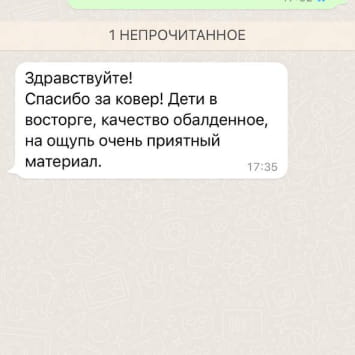 1 НЕПРОЧИТАННОЕ
Здравствуйте!
Спасибо за ковер! Дети в
восторге, качество обалденное,
на ощупь очень приятный
материал.
17:35